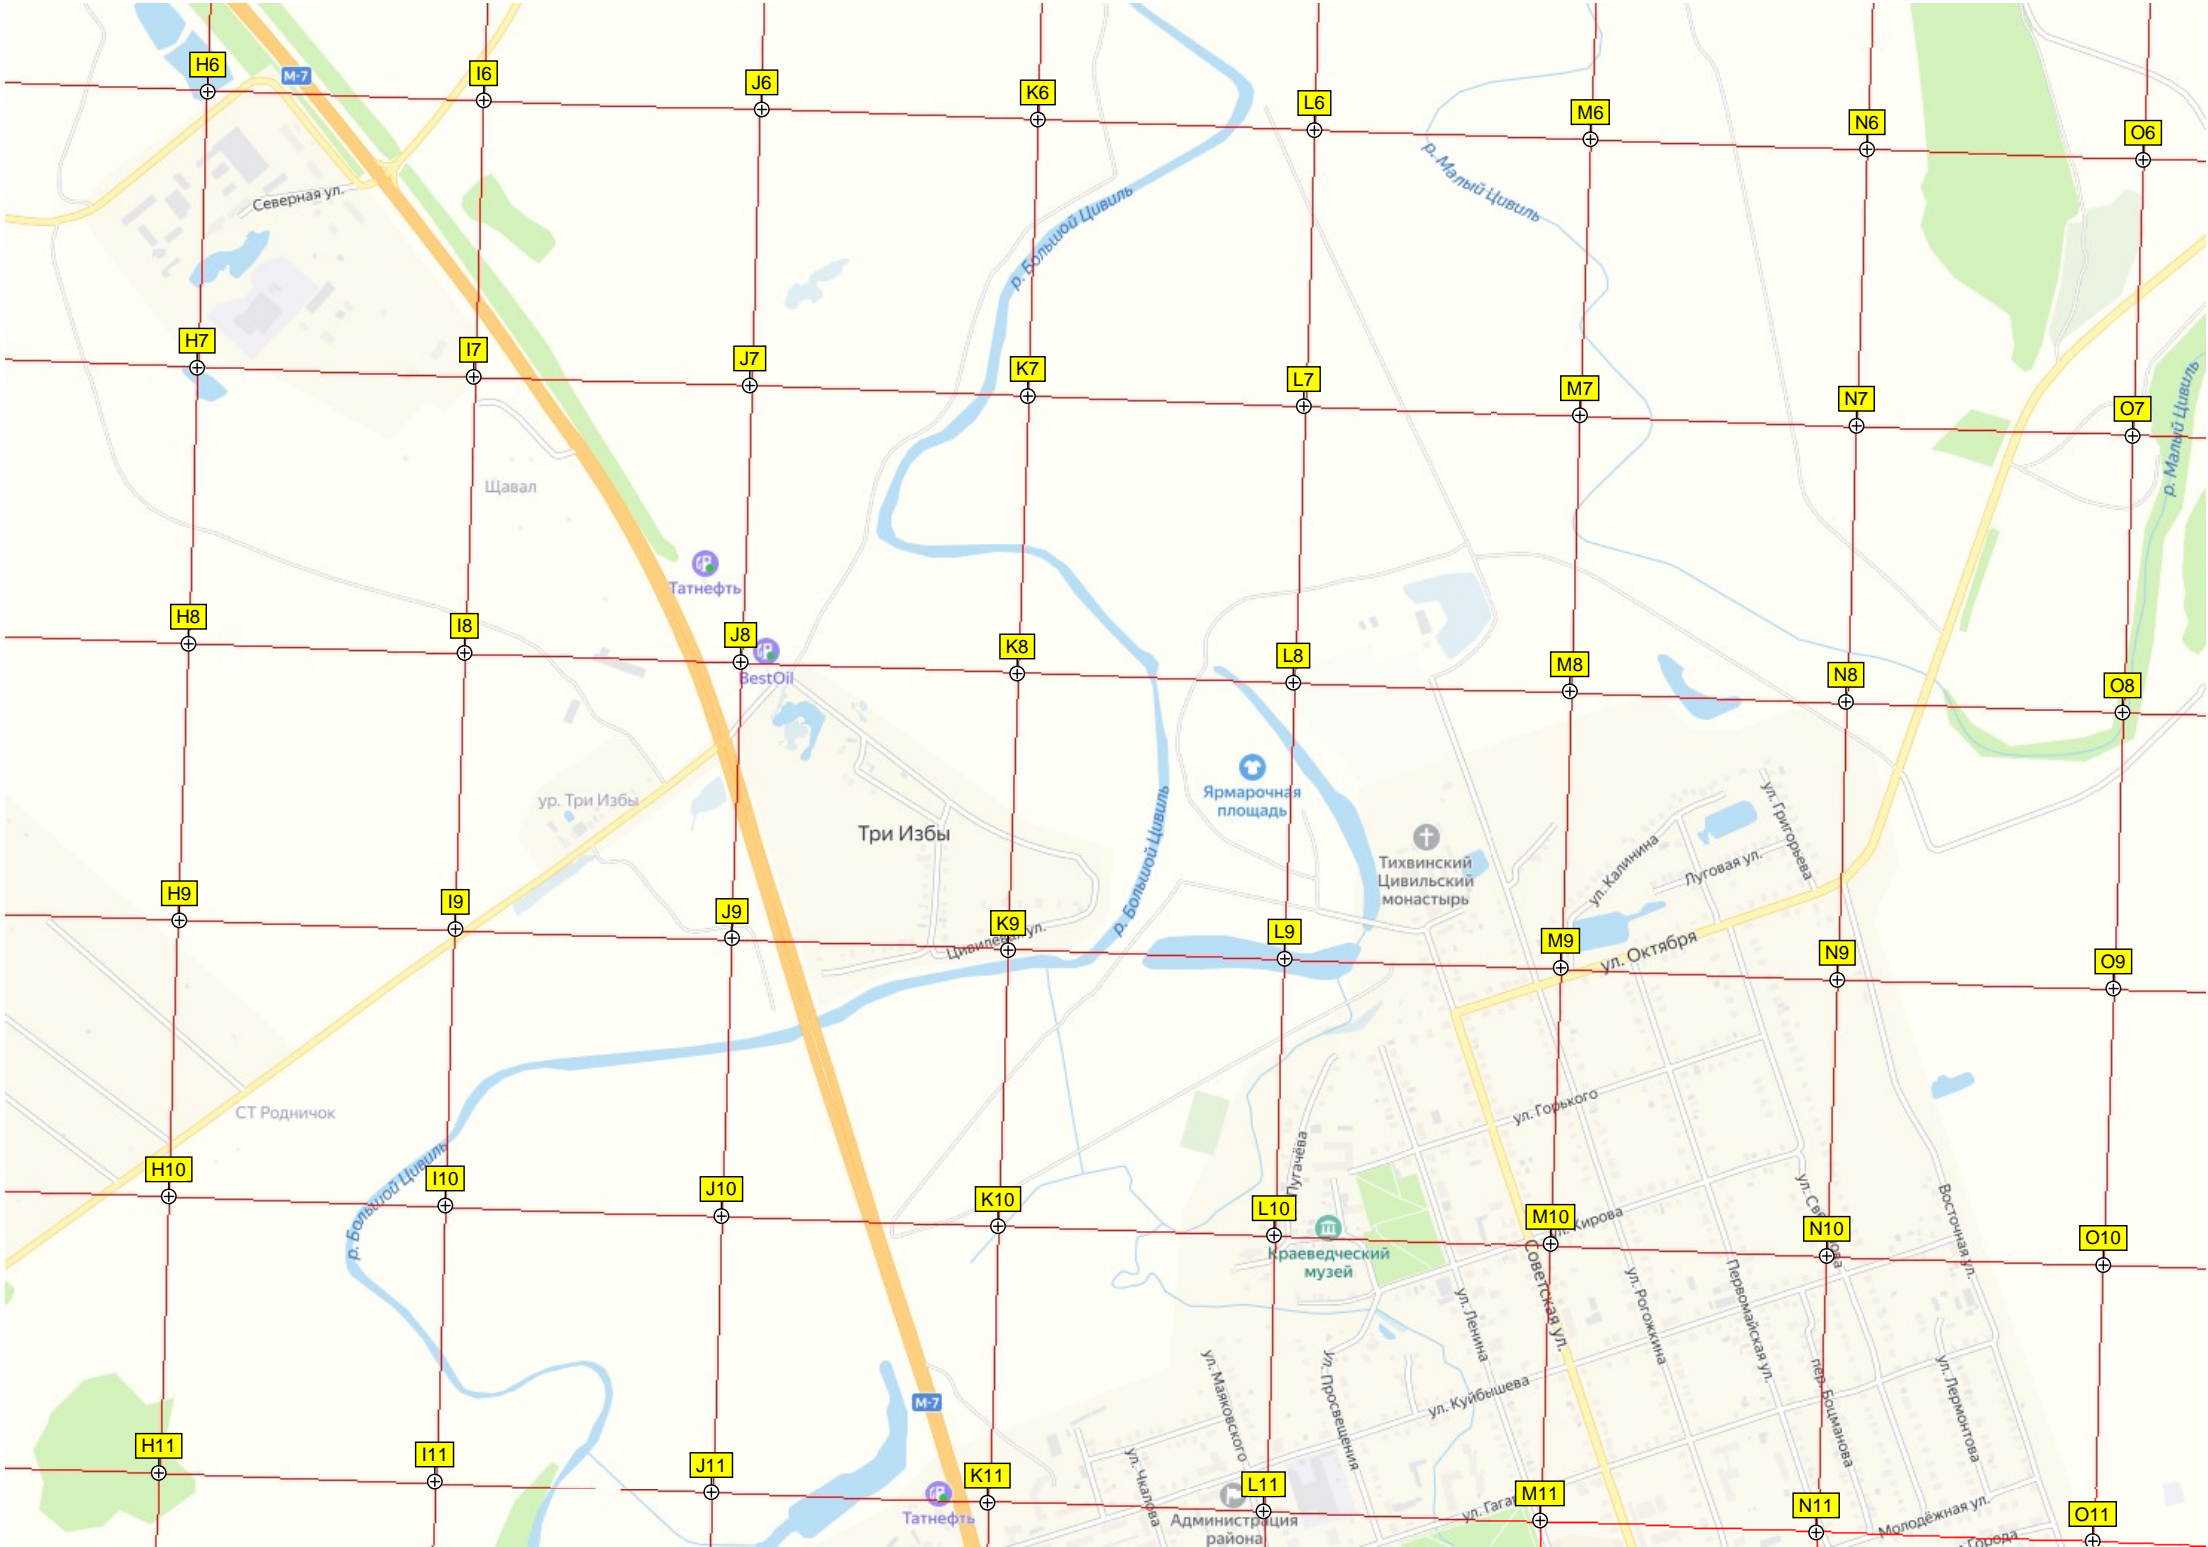 H6
М-7
I6
J6
K6
L6
M6
N6
O6
Северная ул.
р. Большой Цивиль
р. Малый Цивиль
H7
I7
J7
K7
L7
M7
N7
O7
р. Малый Цивиль
Щавал
Татнефть
H8
I8
J8
BestOil
K8
L8
M8
N8
O8
ур. Три Избы
Три Избы
р. Большой Цивиль
Ярмарочная
площадь
Тихвинский
Цивильский
монастырь
ул. Калинина
Луговая ул.
ул. Григорьева
H9
I9
J9
Цивилёвая ул.
K9
L9
M9
ул. Октября
N9
O9
СТ Родничок
ул. Горького
Пугачёва
р. Большой Цивиль
H10
I10
J10
K10
L10
M10
ул. Кирова
N10
O10
Краеведческий
музей
Советская ул.
ул. Ленина
ул. Рогожкина
Первомайская ул.
Восточная ул.
ул. Маяковского
ул. Просвещения
ул. Куйбышева
пер. Боцманова
ул. Лермонтова
М-7
ул. Чкалова
H11
I11
J11
K11
L11
M11
N11
O11
Татнефть
Администрация
района
Молодёжная ул.
Города